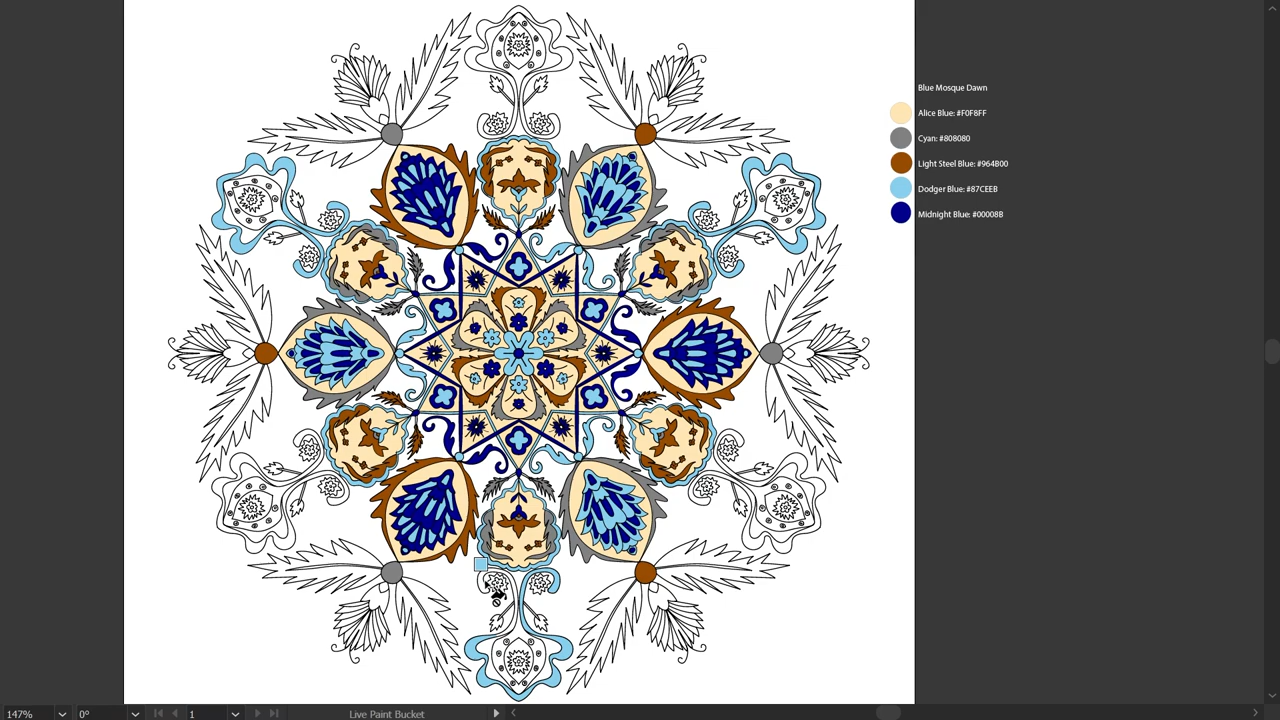 Blue Mosque Dawn
Alice Blue: #F0F8FF
Cyan: #808080
Light Steel Blue: #964B00
Dodger Blue: #87CEEB
Midnight Blue: #00008B
147% 0° 1 Live Paint Bucket